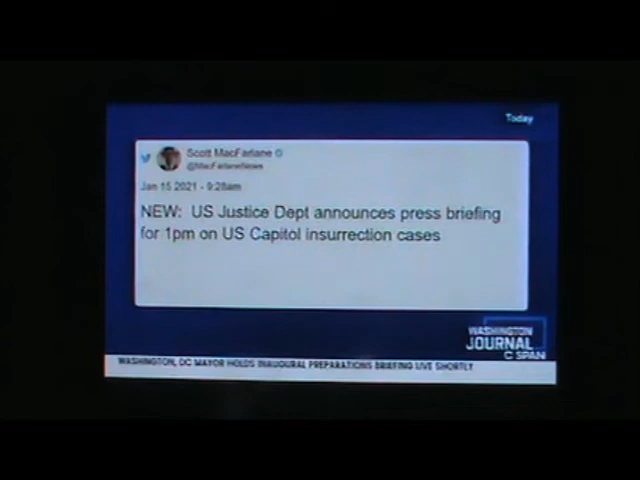 Today
Scott MacFarlane
@MacFarlaneNews
Jan 15 2021 - 9:28am
NEW: US Justice Dept announces press briefing
for 1pm on US Capitol insurrection cases
WASHINGTON
JOURNAL
C SPAN
WASHINGTON, DC MAYOR HOLDS INAUGURAL PREPARATIONS BRIEFING LIVE SHORTLY